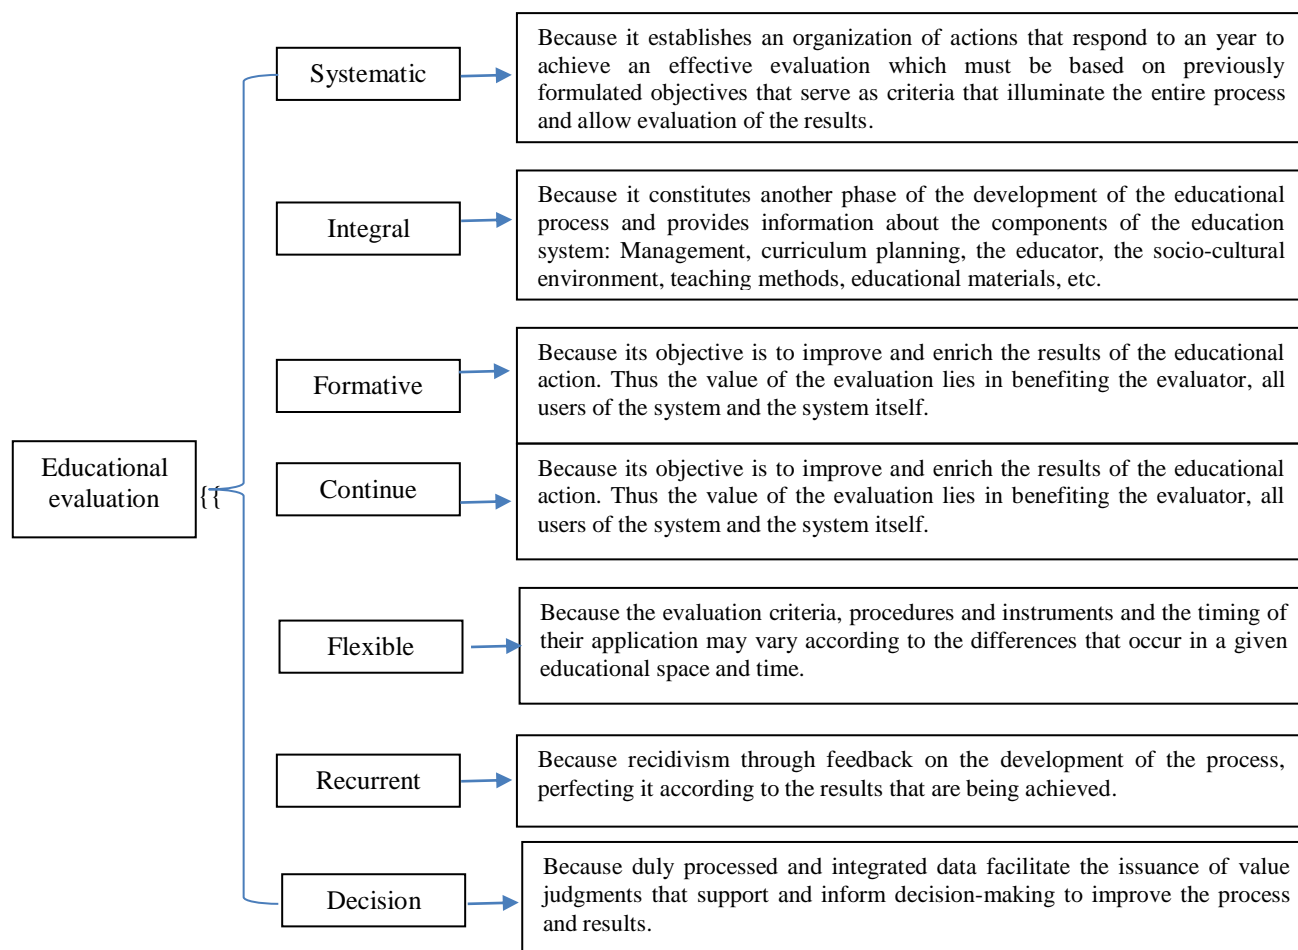 Systematic
Because it establishes an organization of actions that respond to an year to
achieve an effective evaluation which must be based on previously
formulated objectives that serve as criteria that illuminate the entire process
and allow evaluation of the results.
Integral
Because it constitutes another phase of the development of the educational
process and provides information about the components of the education
system: Management, curriculum planning, the educator, the socio-cultural
environment, teaching methods, educational materials, etc.
Formative
Because its objective is to improve and enrich the results of the educational
action. Thus the value of the evaluation lies in benefiting the evaluator, all
users of the system and the system itself.
Educational
evaluation
{{
Continue
Because its objective is to improve and enrich the results of the educational
action. Thus the value of the evaluation lies in benefiting the evaluator, all
users of the system and the system itself.
Flexible
Because the evaluation criteria, procedures and instruments and the timing of
their application may vary according to the differences that occur in a given
educational space and time.
Recurrent
Because recidivism through feedback on the development of the process,
perfecting it according to the results that are being achieved.
Decision
Because duly processed and integrated data facilitate the issuance of value
judgments that support and inform decision-making to improve the process
and results.